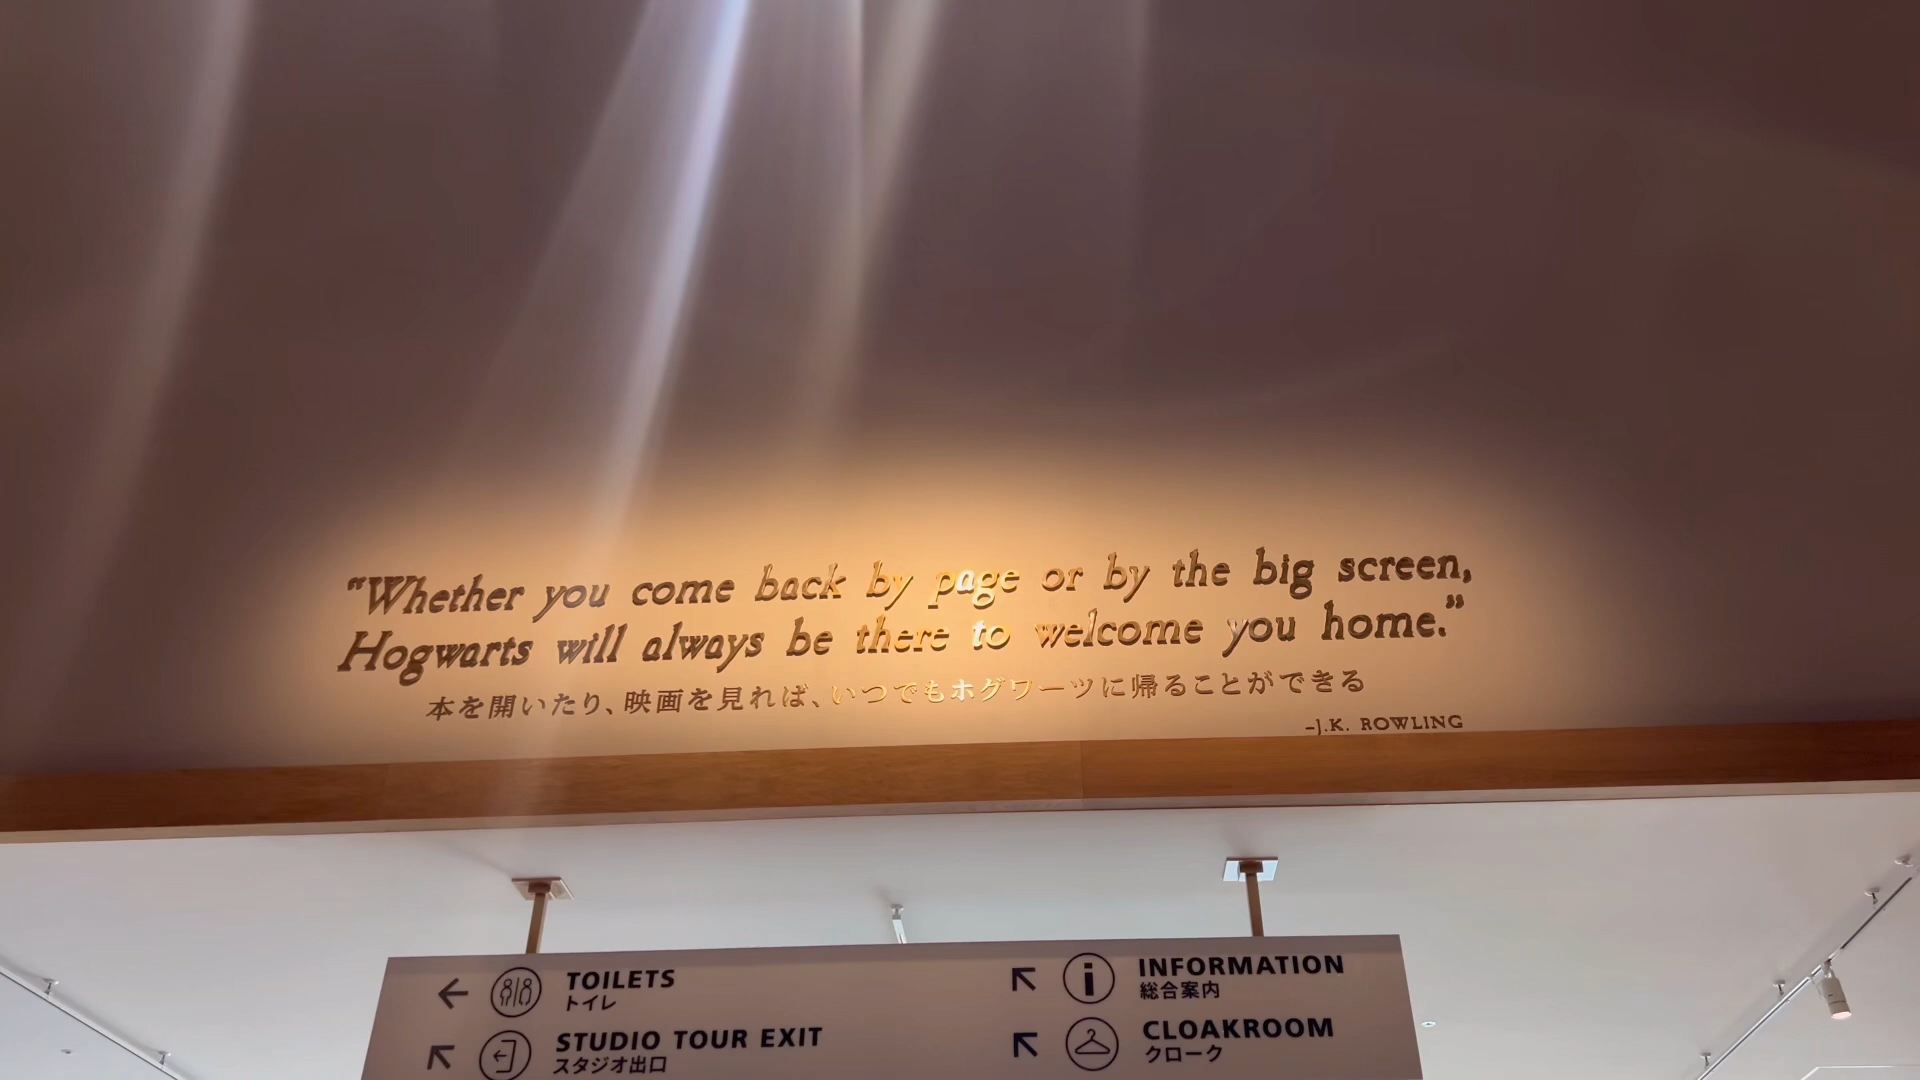 “Whether you come back by page or by the big screen,
Hogwarts will always be there to welcome you home.”
本を開いたり、映画を見れば、いつでもホグワーツに帰ることができる
–J.K. ROWLING
TOILETS
トイレ
STUDIO TOUR EXIT
スタジオ出口
INFORMATION
総合案内
CLOAKROOM
クローク